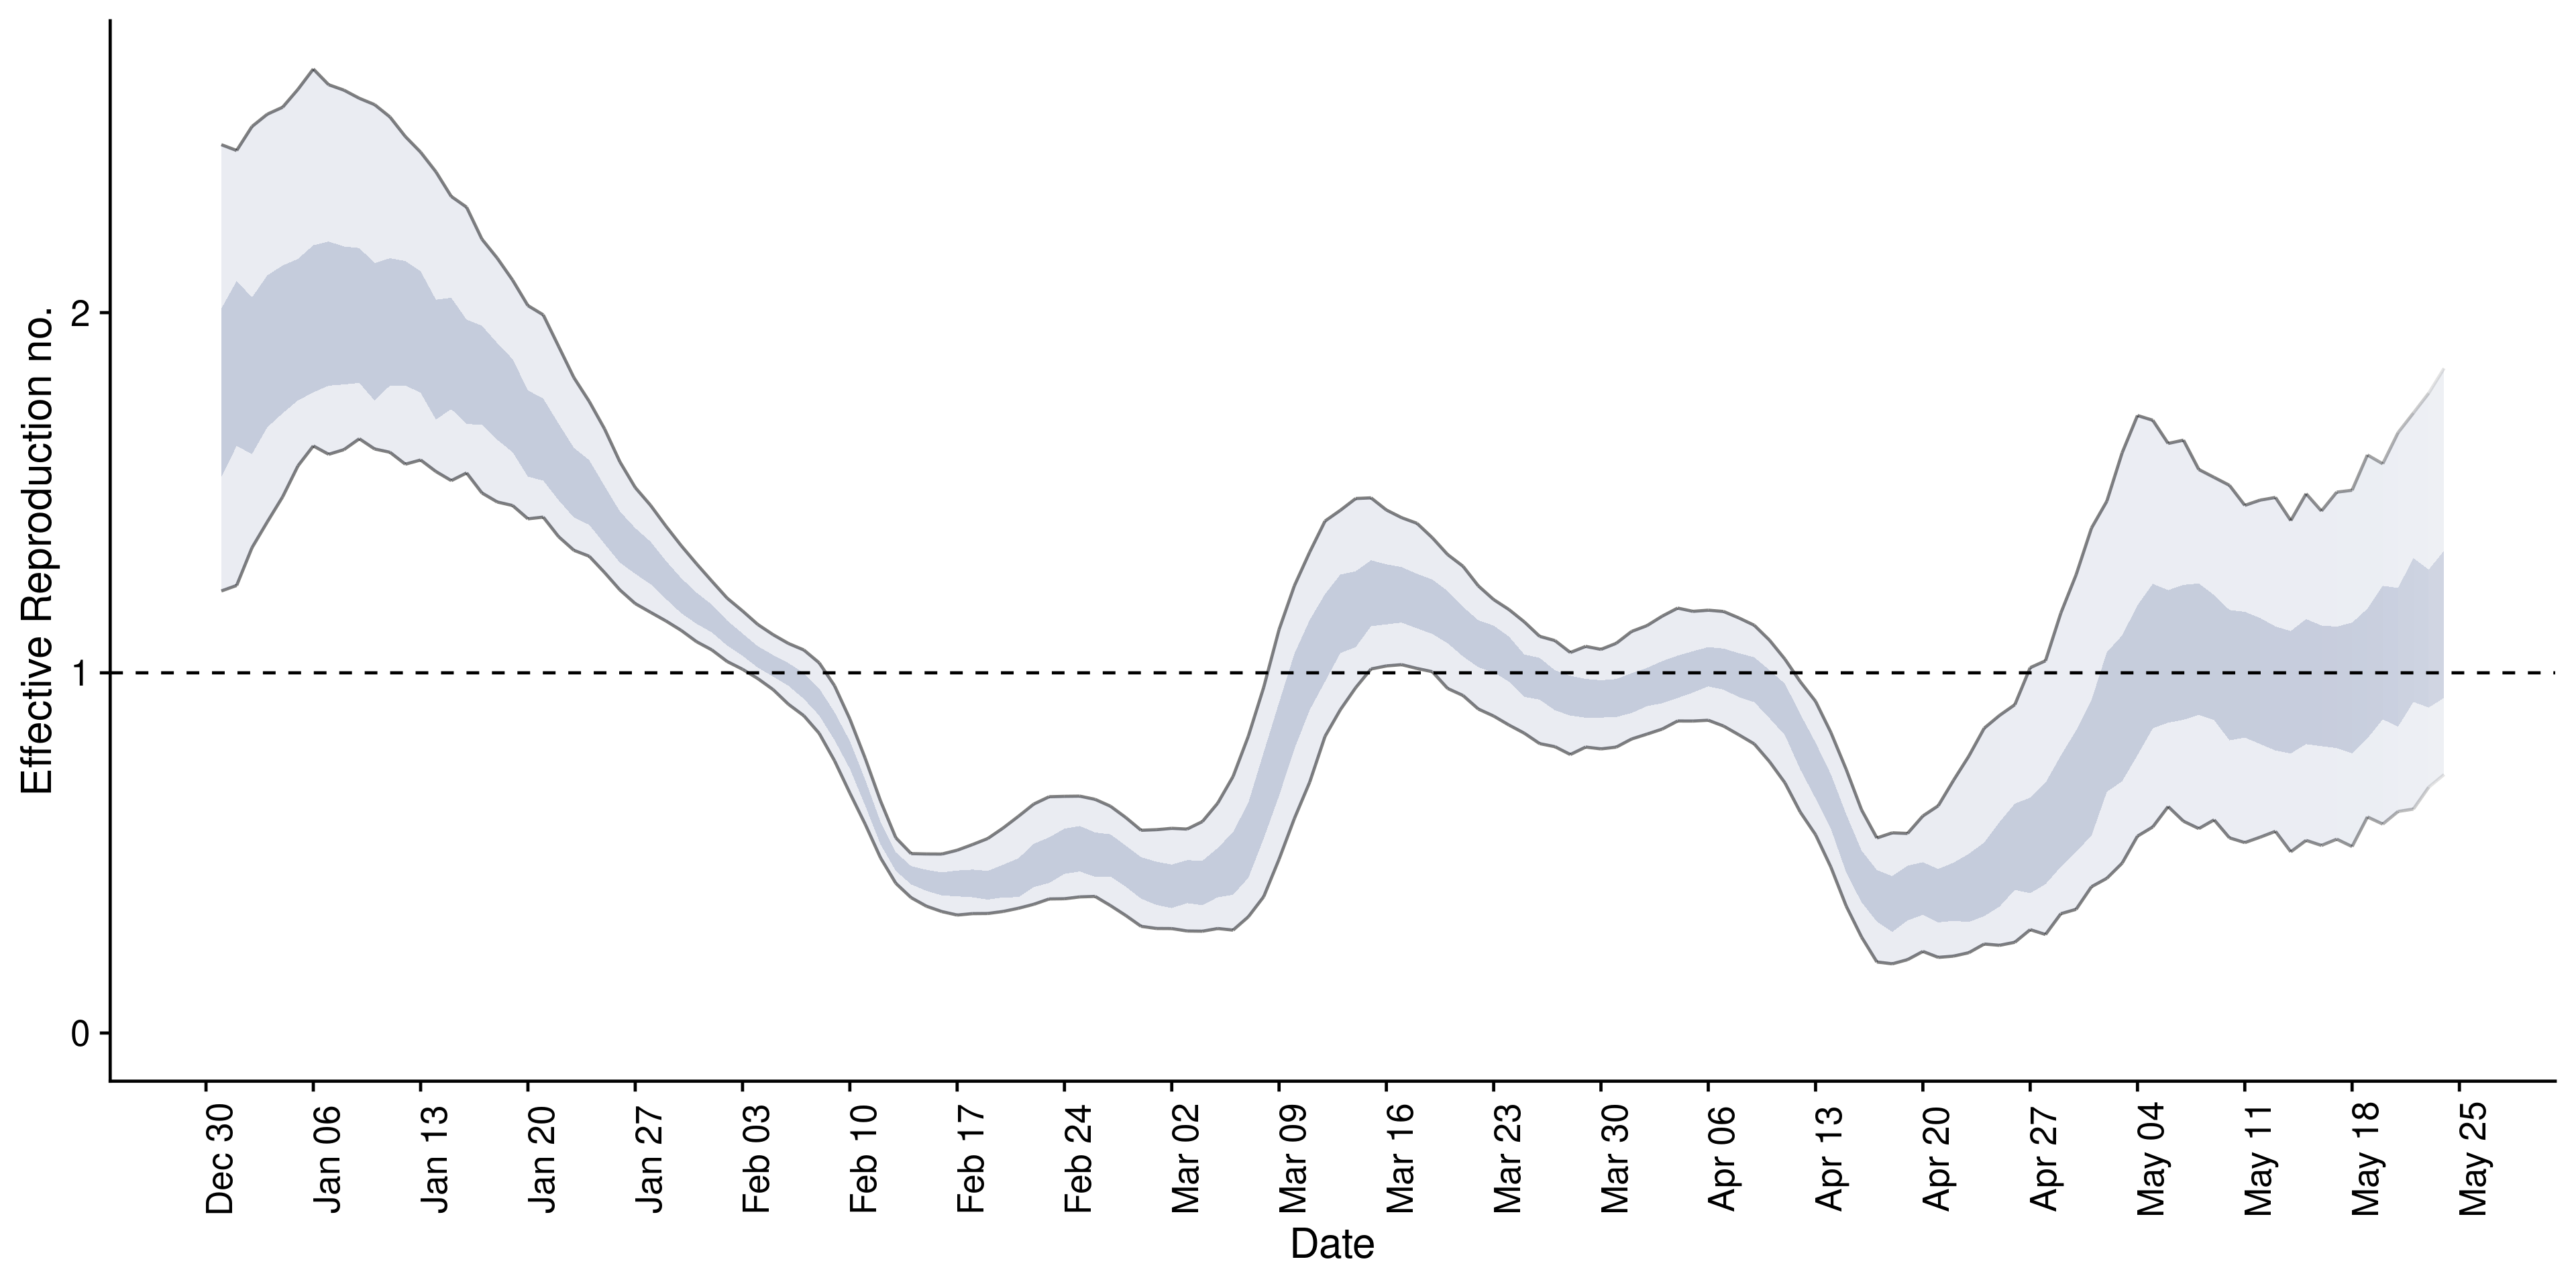 Effective Reproduction no.
2
1
0
Dec 30
Jan 06
Jan 13
Jan 20
Jan 27
Feb 03
Feb 10
Feb 17
Feb 24
Mar 02
Mar 09
Mar 16
Mar 23
Mar 30
Apr 06
Apr 13
Apr 20
Apr 27
May 04
May 11
May 18
May 25
Date